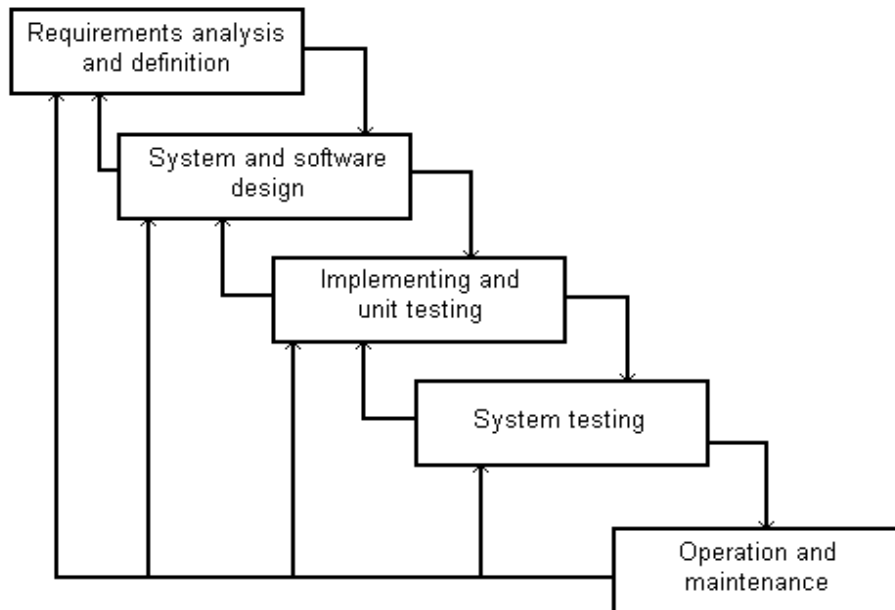 Requirements analysis
and definition
System and software
design
Implementing and
unit testing
System testing
Operation and
maintenance